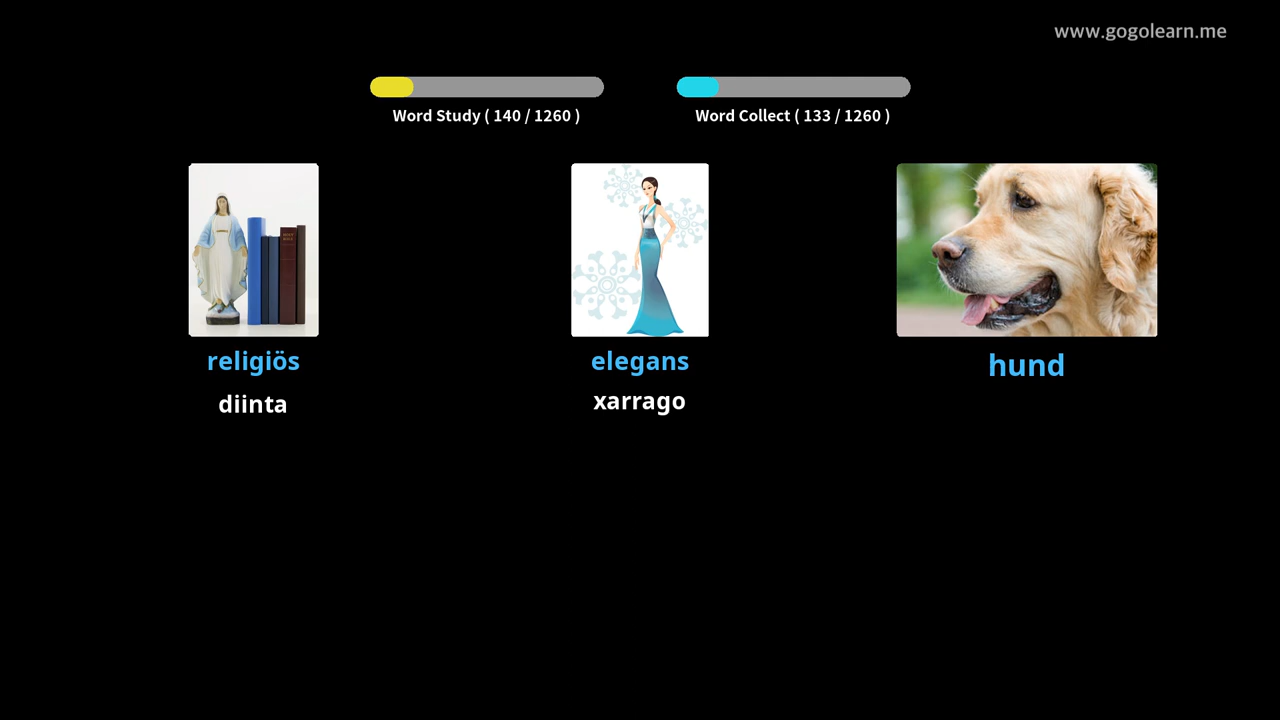 www.gogolearn.me
Word Study ( 140 / 1260 )
Word Collect ( 133 / 1260 )
religiös
diinta
elegans
xarrago
hund